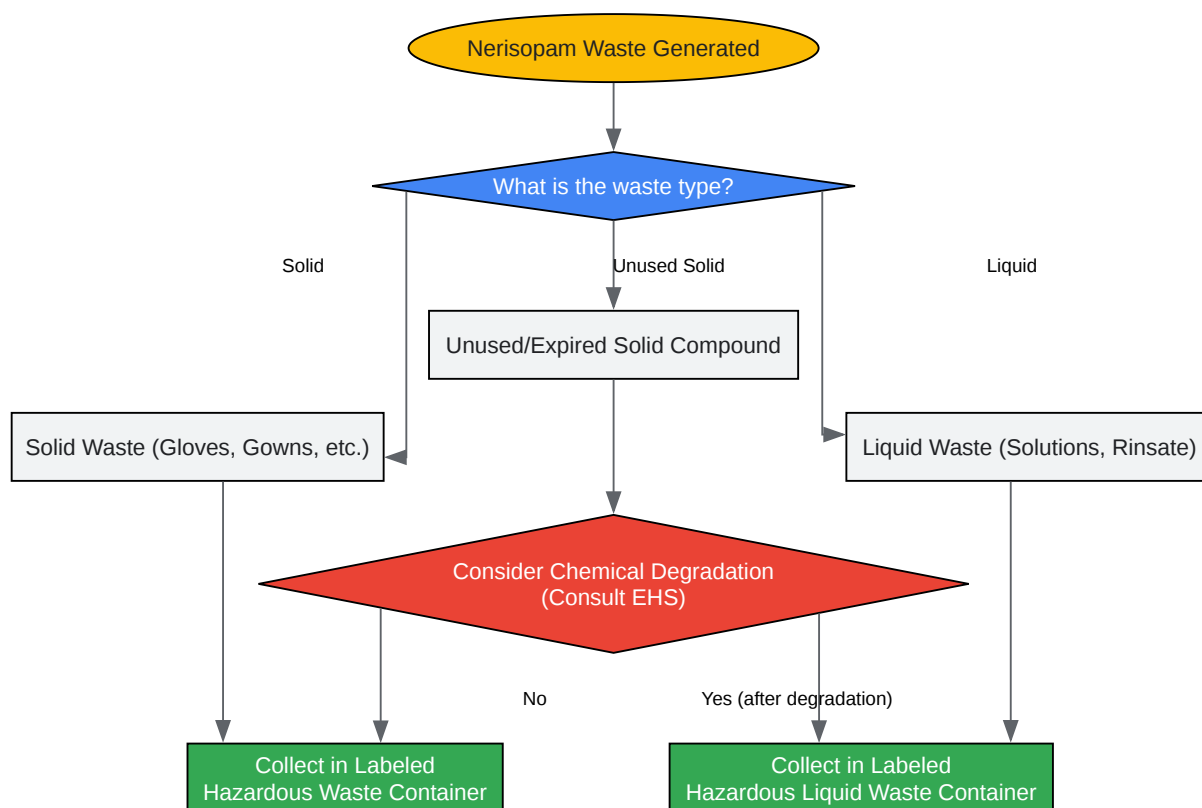 Nerisopam Waste Generated
What is the waste type?
Solid
Unused Solid
Liquid
Unused/Expired Solid Compound
Solid Waste (Gloves, Gowns, etc.)
Liquid Waste (Solutions, Rinsate)
Consider Chemical Degradation
(Consult EHS)
No
Yes (after degradation)
Collect in Labeled
Hazardous Waste Container
Collect in Labeled
Hazardous Liquid Waste Container